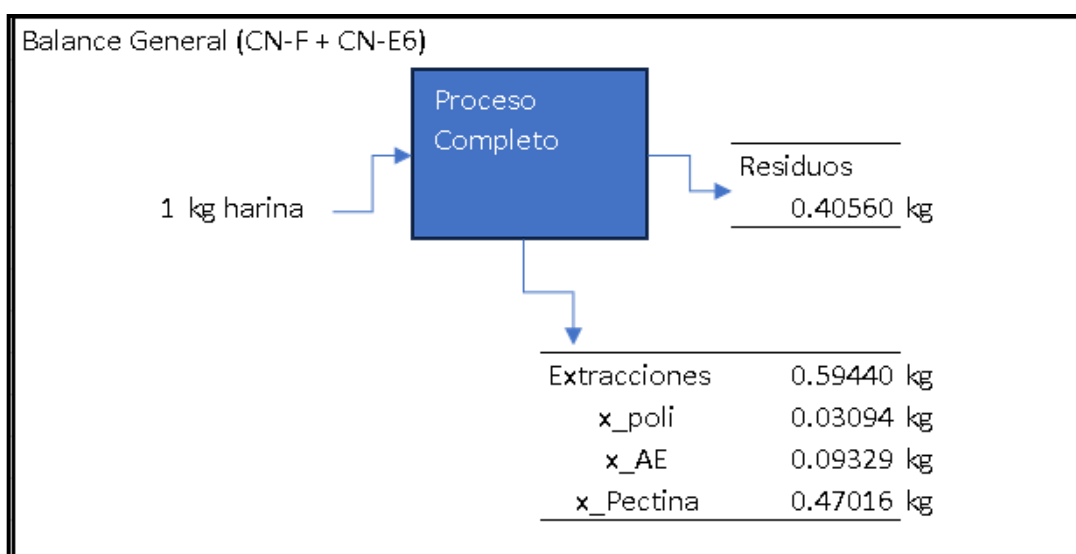 Balance General (CN-F + CN-E6)
Proceso
Completo
1 kg harina
Residuos
0.40560 kg
Extracciones 0.59440 kg
x_poli 0.03094 kg
x_AE 0.09329 kg
x_Pectina 0.47016 kg